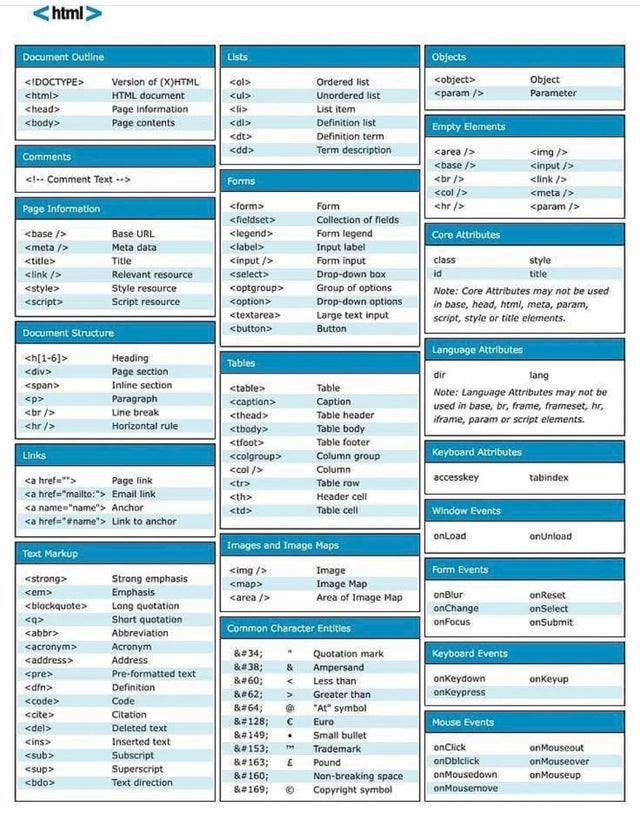 <html>
Document Outline
<!DOCTYPE> Version of (X)HTML
<html> HTML document
<head> Page information
<body> Page contents
Comments
<!-- Comment Text -->
Page Information
<base /> Base URL
<meta /> Meta data
<title> Title
<link /> Relevant resource
<style> Style resource
<script> Script resource
Document Structure
<h[1-6]> Heading
<div> Page section
<span> Inline section
<p> Paragraph
<br /> Line break
<hr /> Horizontal rule
Links
<a href=""> Page link
<a href="mailto:"> Email link
<a name="name"> Anchor
<a href="#name"> Link to anchor
Text Markup
<strong> Strong emphasis
<em> Emphasis
<blockquote> Long quotation
<q> Short quotation
<abbr> Abbreviation
<acronym> Acronym
<address> Address
<pre> Pre-formatted text
<dfn> Definition
<code> Code
<cite> Citation
<del> Deleted text
<ins> Inserted text
<sub> Subscript
<sup> Superscript
<bdo> Text direction
Lists
<ol> Ordered list
<ul> Unordered list
<li> List item
<dl> Definition list
<dt> Definition term
<dd> Term description
Forms
<form> Form
<fieldset> Collection of fields
<legend> Form legend
<label> Input label
<input /> Form input
<select> Drop-down box
<optgroup> Group of options
<option> Drop-down options
<textarea> Large text input
<button> Button
Tables
<table> Table
<caption> Caption
<thead> Table header
<tbody> Table body
<tfoot> Table footer
<colgroup> Column group
<col /> Column
<tr> Table row
<th> Header cell
<td> Table cell
Images and Image Maps
<img /> Image
<map> Image Map
<area /> Area of Image Map
Common Character Entities
&#34; " Quotation mark
&#38; & Ampersand
&#60; < Less than
&#62; > Greater than
&#64; @ "At" symbol
&#128; € Euro
&#149; • Small bullet
&#153; ™ Trademark
&#163; £ Pound
&#160; Non-breaking space
&#169; © Copyright symbol
Objects
<object> Object
<param /> Parameter
Empty Elements
<area /> <img />
<base /> <input />
<br /> <link />
<col /> <meta />
<hr /> <param />
Core Attributes
class style
id title
Note: Core Attributes may not be used
in base, head, html, meta, param,
script, style or title elements.
Language Attributes
dir lang
Note: Language Attributes may not be
used in base, br, frame, frameset, hr,
iframe, param or script elements.
Keyboard Attributes
accesskey tabindex
Window Events
onLoad onUnload
Form Events
onBlur onReset
onChange onSelect
onFocus onSubmit
Keyboard Events
onKeydown onKeyup
onKeypress
Mouse Events
onClick onMouseout
onDblclick onMouseover
onMousedown onMouseup
onMousemove